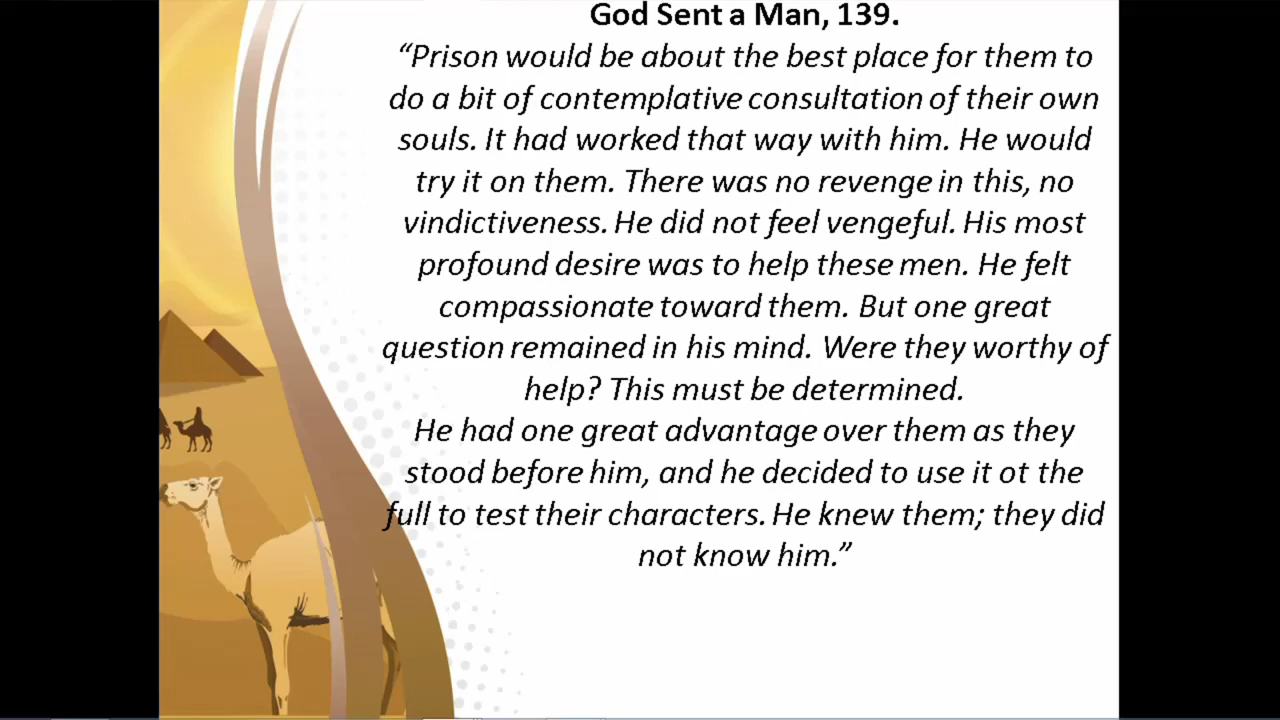 God Sent a Man, 139.
“Prison would be about the best place for them to
do a bit of contemplative consultation of their own
souls. It had worked that way with him. He would
try it on them. There was no revenge in this, no
vindictiveness. He did not feel vengeful. His most
profound desire was to help these men. He felt
compassionate toward them. But one great
question remained in his mind. Were they worthy of
help? This must be determined.
He had one great advantage over them as they
stood before him, and he decided to use it ot the
full to test their characters. He knew them; they did
not know him.”